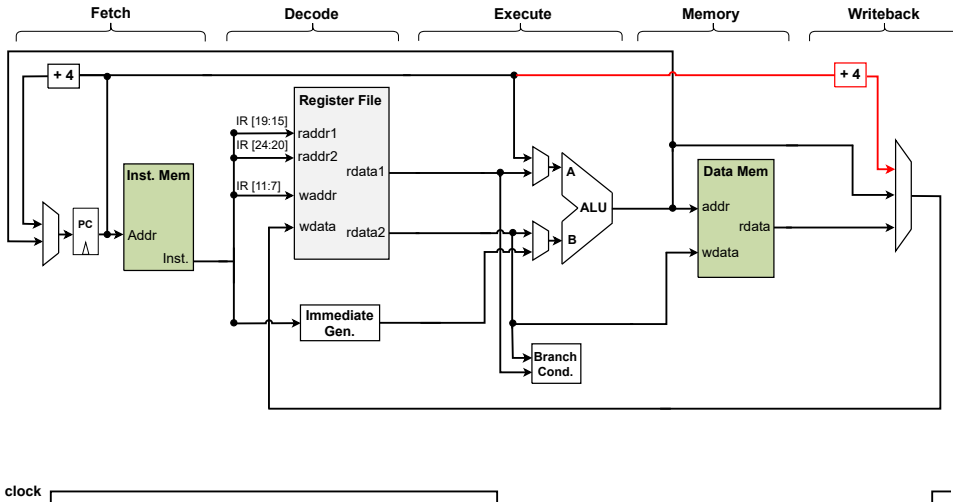 Fetch Decode Execute Memory Writeback
+ 4
+ 4
Register File
IR [19:15]
raddr1
IR [24:20]
raddr2
rdata1
IR [11:7]
waddr
wdata
rdata2
Inst. Mem
Addr
Inst.
PC
A
ALU
B
Data Mem
addr
rdata
wdata
Immediate
Gen.
Branch
Cond.
clock